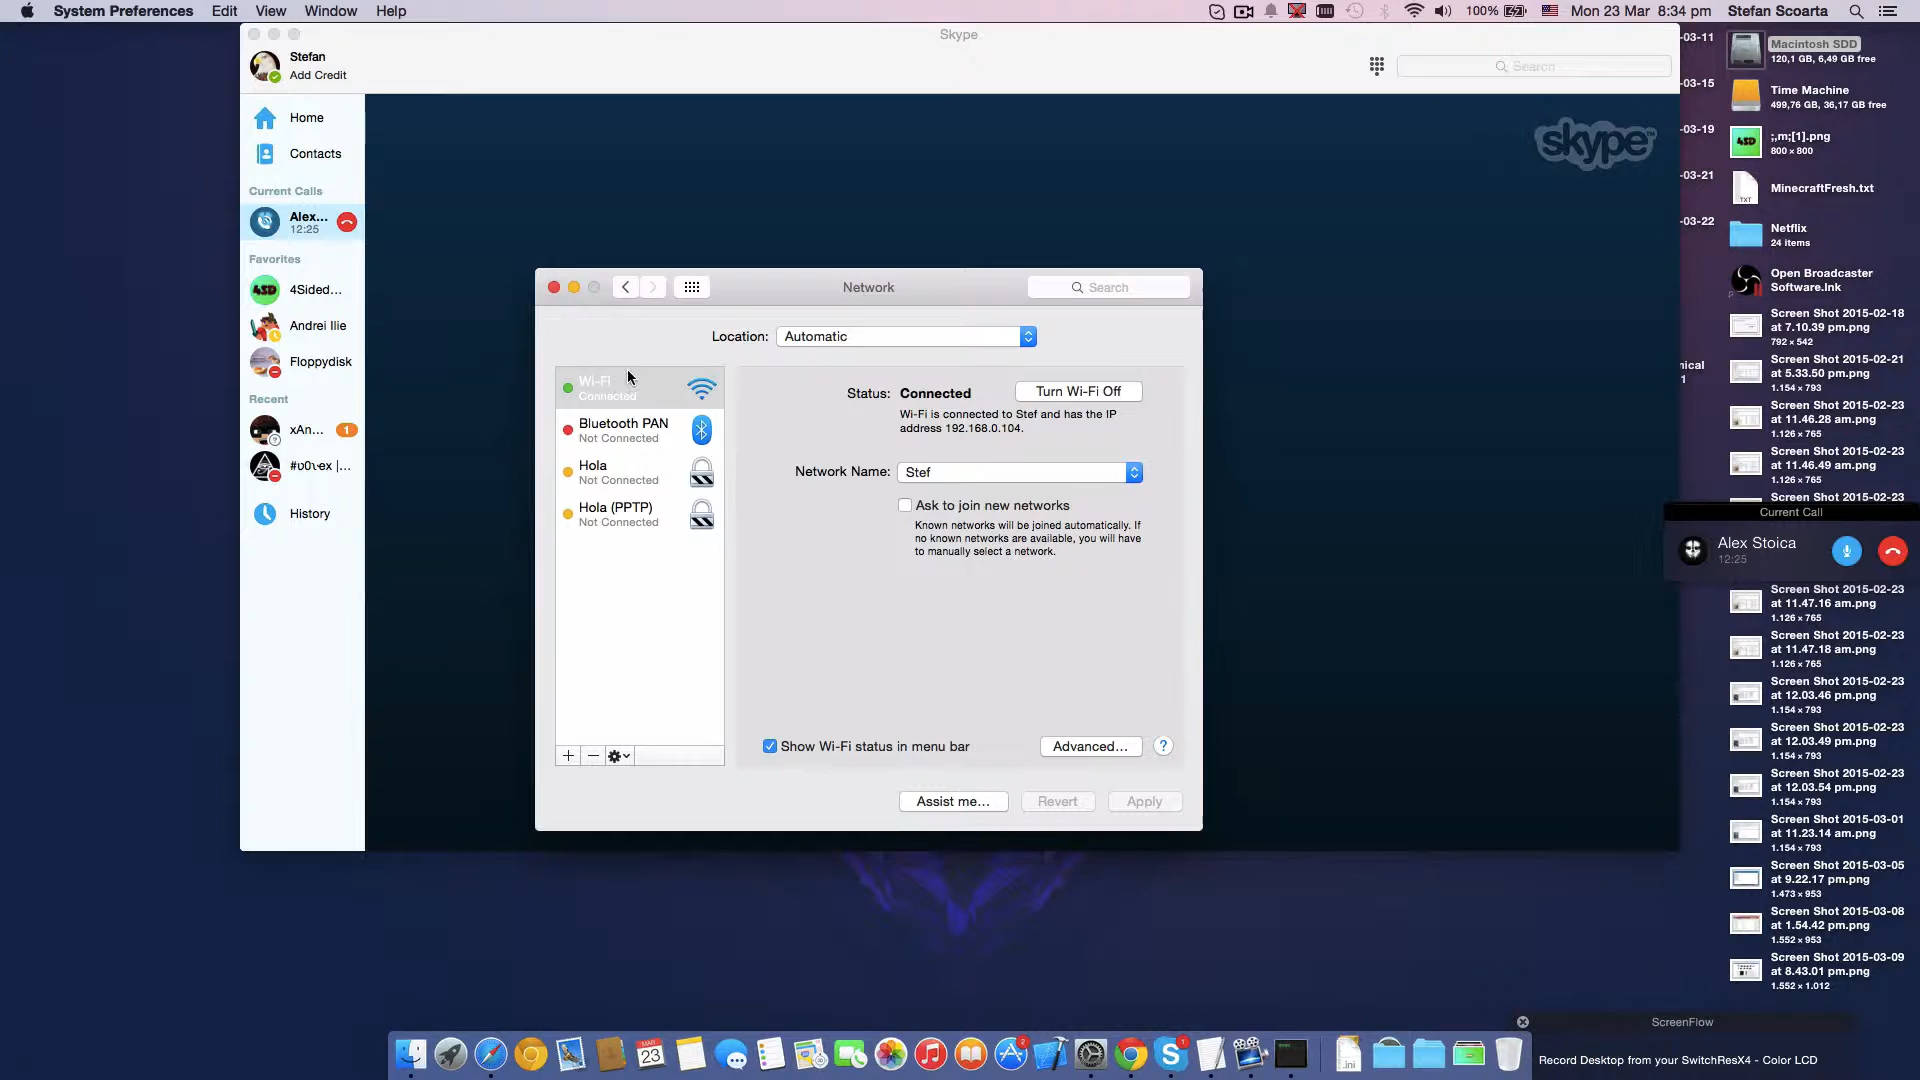 System Preferences Edit View Window Help
100% Mon 23 Mar 8:34 pm Stefan Scoarta
Skype
Stefan
Add Credit
Search
Home
Contacts
Current Calls
Alex...
12:25
Favorites
4Sided...
Andrei Ilie
Floppydisk
Recent
xAn... 1
#ʋ0ɩɐex |...
History
skype
Network
Search
Location: Automatic
Wi-Fi
Connected
Bluetooth PAN
Not Connected
Hola
Not Connected
Hola (PPTP)
Not Connected
Status: Connected Turn Wi-Fi Off
Wi-Fi is connected to Stef and has the IP
address 192.168.0.104.
Network Name: Stef
Ask to join new networks
Known networks will be joined automatically. If
no known networks are available, you will have
to manually select a network.
Show Wi-Fi status in menu bar Advanced... ?
Assist me... Revert Apply
-03-11
-03-15
-03-19
-03-21
-03-22
nical
1
Macintosh SDD
120,1 GB, 6,49 GB free
Time Machine
499,76 GB, 36,17 GB free
;,m;[1].png
800 × 800
MinecraftFresh.txt
Netflix
24 items
Open Broadcaster
Software.lnk
Screen Shot 2015-02-18
at 7.10.39 pm.png
792 × 542
Screen Shot 2015-02-21
at 5.33.50 pm.png
1.154 × 793
Screen Shot 2015-02-23
at 11.46.28 am.png
1.126 × 765
Screen Shot 2015-02-23
at 11.46.49 am.png
1.126 × 765
Screen Shot 2015-02-23
Current Call
Alex Stoica
12:25
Screen Shot 2015-02-23
at 11.47.16 am.png
1.126 × 765
Screen Shot 2015-02-23
at 11.47.18 am.png
1.126 × 765
Screen Shot 2015-02-23
at 12.03.46 pm.png
1.154 × 793
Screen Shot 2015-02-23
at 12.03.49 pm.png
1.154 × 793
Screen Shot 2015-02-23
at 12.03.54 pm.png
1.154 × 793
Screen Shot 2015-03-01
at 11.23.14 am.png
1.154 × 793
Screen Shot 2015-03-05
at 9.22.17 pm.png
1.473 × 953
Screen Shot 2015-03-08
at 1.54.42 pm.png
1.552 × 953
Screen Shot 2015-03-09
at 8.43.01 pm.png
1.552 × 1.012
ScreenFlow
Record Desktop from your SwitchResX4 - Color LCD